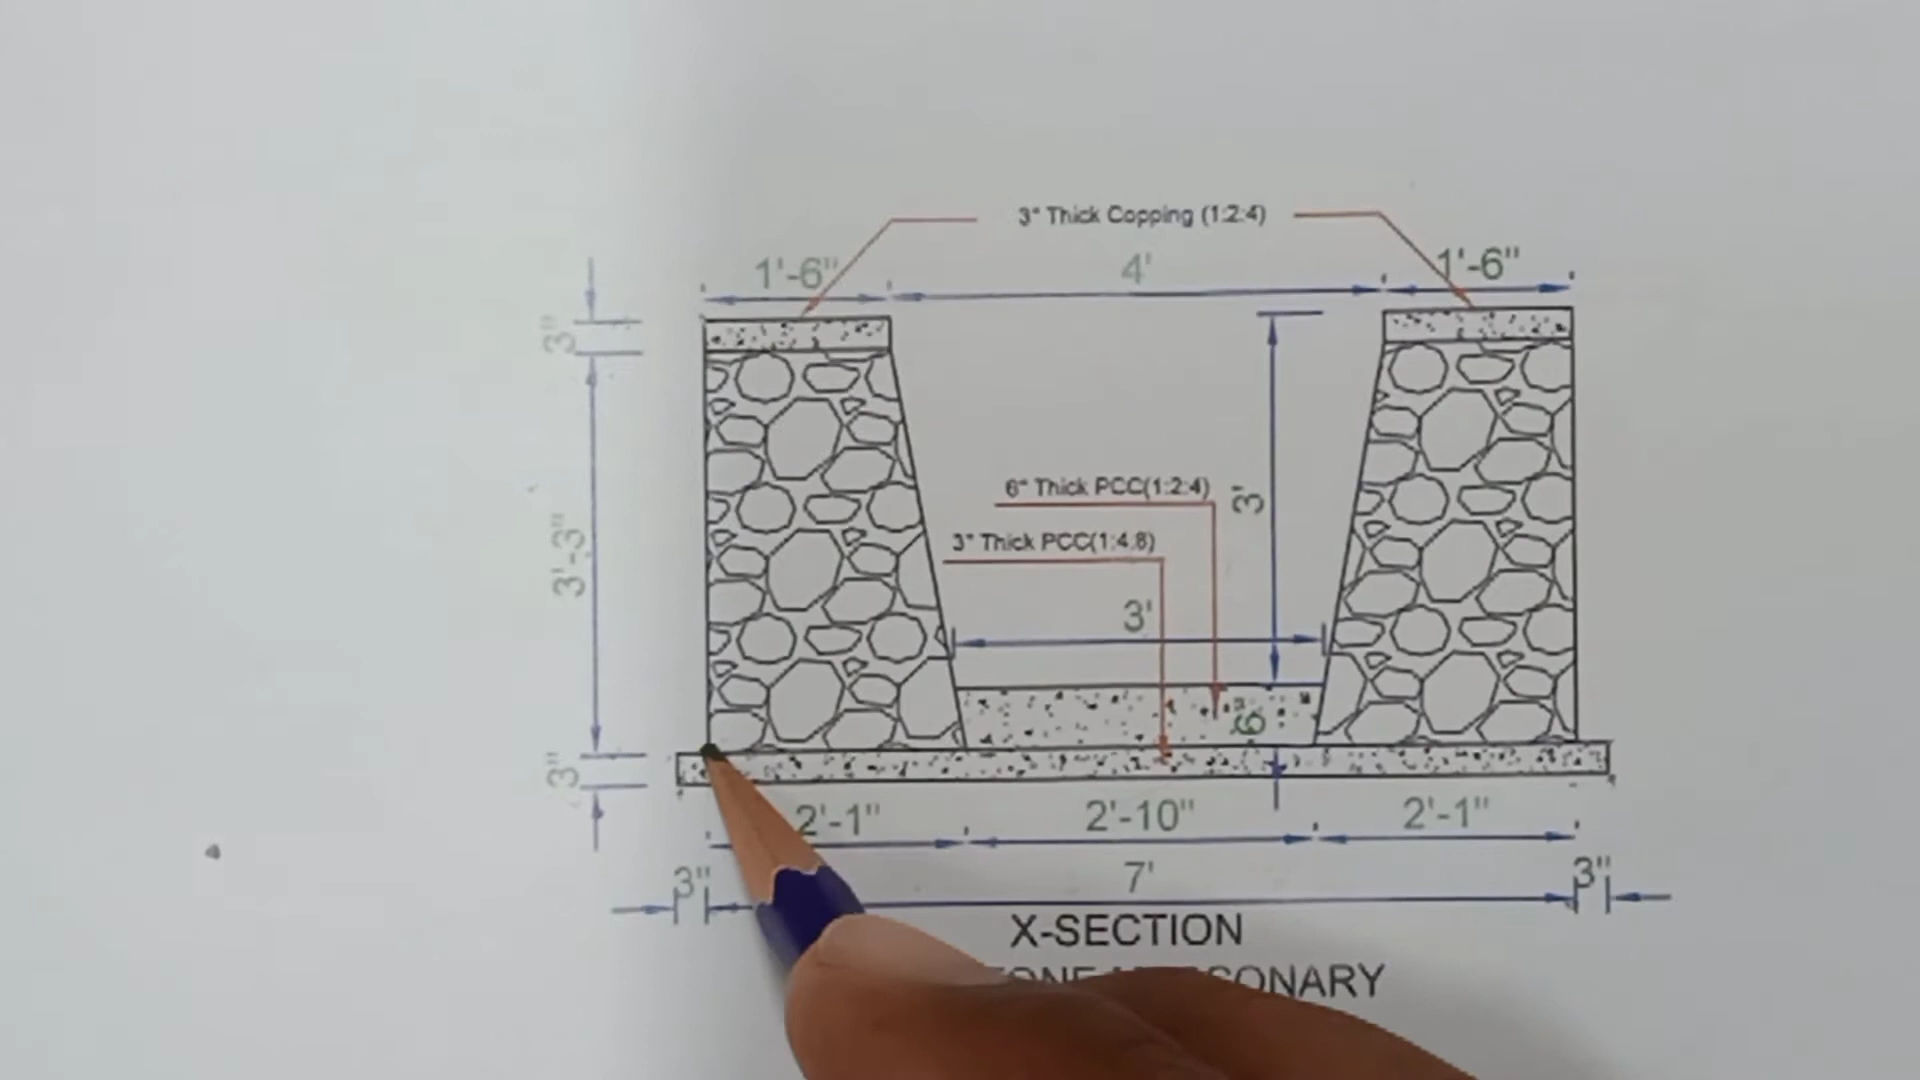 3" Thick Copping (1:2:4)
1'-6" 4' 1'-6"
3"
6" Thick PCC(1:2:4)
3'
3" Thick PCC(1:4:8)
3'-3"
3'
6"
3"
2'-1" 2'-10" 2'-1"
3" 7' 3"
X-SECTION